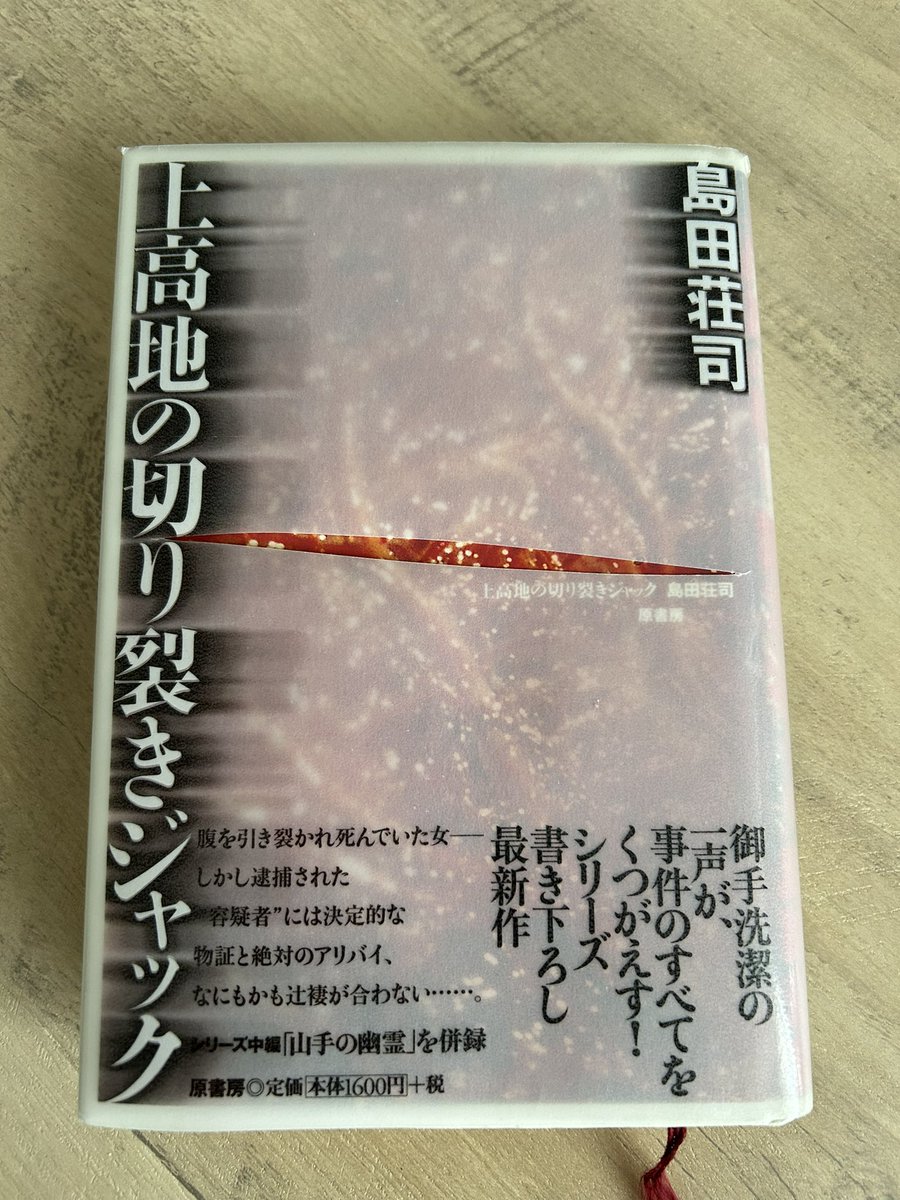 島田荘司
上高地の切り裂きジャック
上高地の切り裂きジャック 島田荘司
原書房
御手洗潔の
一声が、
事件のすべてを
くつがえす!
シリーズ
書き下ろし
最新作
腹を引き裂かれ死んでいた女──
しかし逮捕された
“容疑者”には決定的な
物証と絶対のアリバイ、
なにもかも辻褄が合わない……。
シリーズ中編「山手の幽霊」を併録
原書房◎定価 本体1600円+税